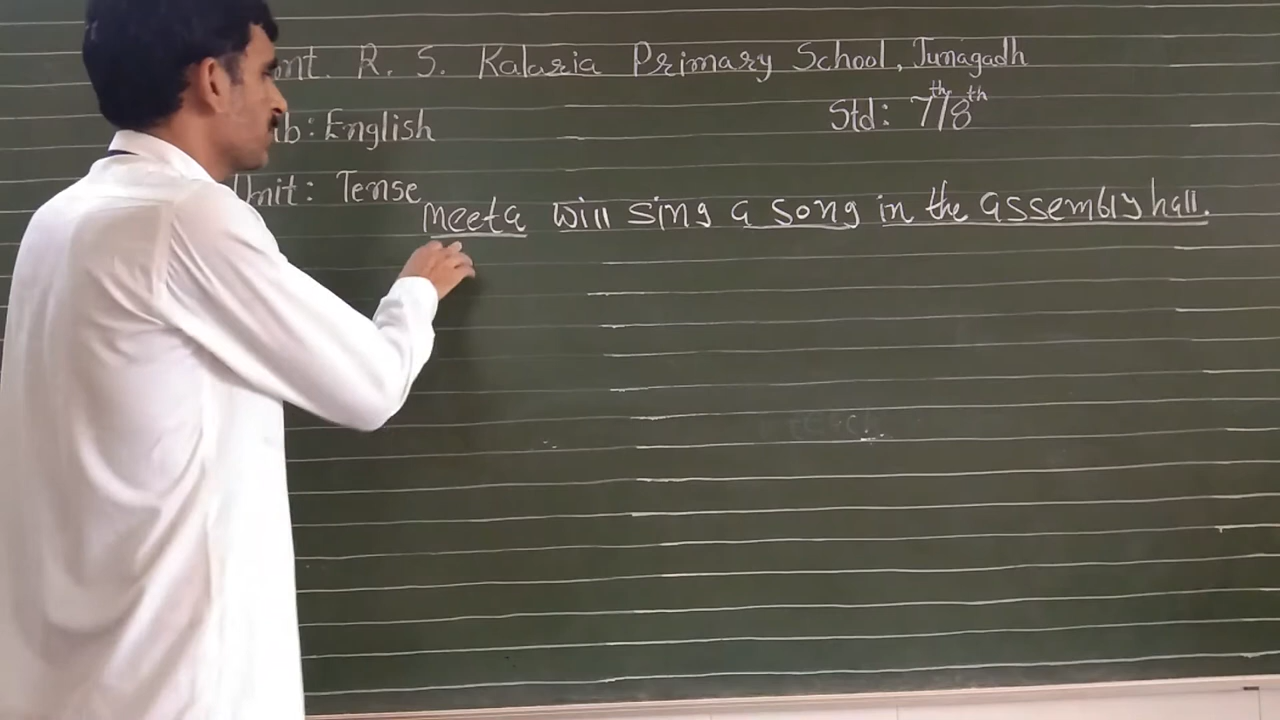 R. S. Kalaria Primary School, Junagadh
English
Std: 7th/8th
Unit: Tense
Meeta will sing a song in the assembly hall.